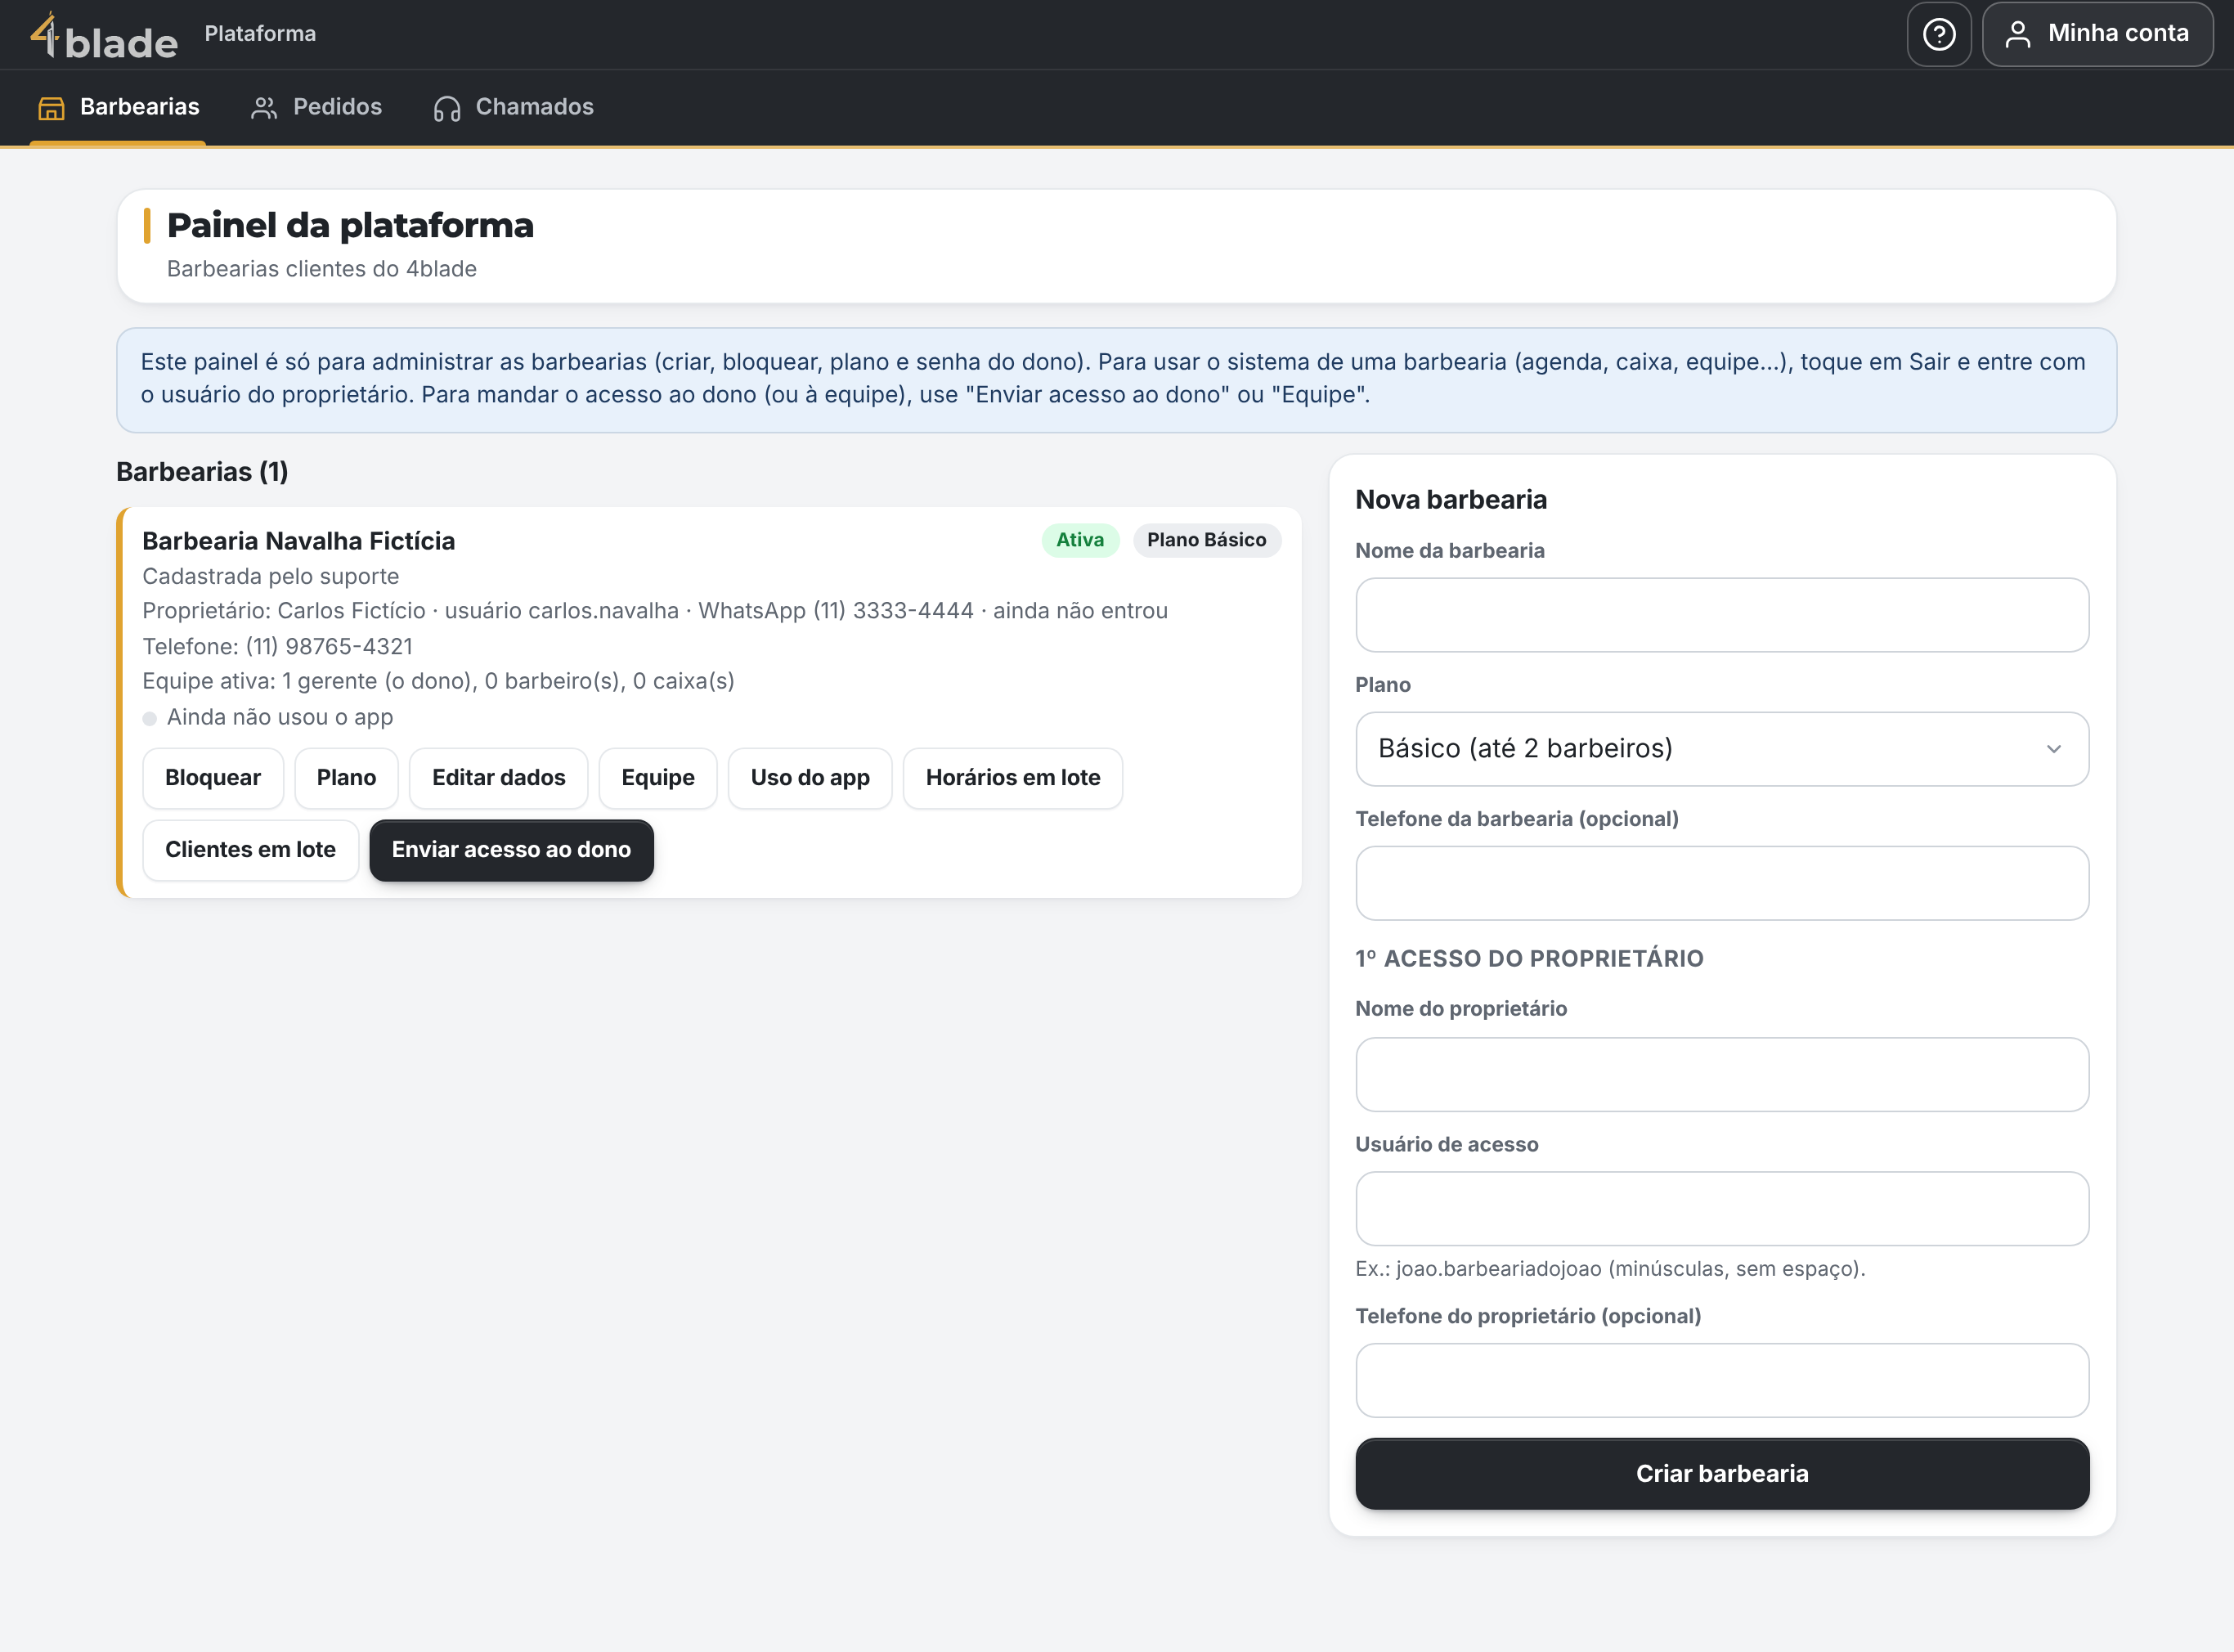 4blade Plataforma
Minha conta
Barbearias Pedidos Chamados
Painel da plataforma
Barbearias clientes do 4blade
Este painel é só para administrar as barbearias (criar, bloquear, plano e senha do dono). Para usar o sistema de uma barbearia (agenda, caixa, equipe...), toque em Sair e entre com
o usuário do proprietário. Para mandar o acesso ao dono (ou à equipe), use "Enviar acesso ao dono" ou "Equipe".
Barbearias (1)
Barbearia Navalha Fictícia
Ativa Plano Básico
Cadastrada pelo suporte
Proprietário: Carlos Fictício · usuário carlos.navalha · WhatsApp (11) 3333-4444 · ainda não entrou
Telefone: (11) 98765-4321
Equipe ativa: 1 gerente (o dono), 0 barbeiro(s), 0 caixa(s)
Ainda não usou o app
Bloquear Plano Editar dados Equipe Uso do app Horários em lote
Clientes em lote Enviar acesso ao dono
Nova barbearia
Nome da barbearia
Plano
Básico (até 2 barbeiros)
Telefone da barbearia (opcional)
1º ACESSO DO PROPRIETÁRIO
Nome do proprietário
Usuário de acesso
Ex.: joao.barbeariadojoao (minúsculas, sem espaço).
Telefone do proprietário (opcional)
Criar barbearia